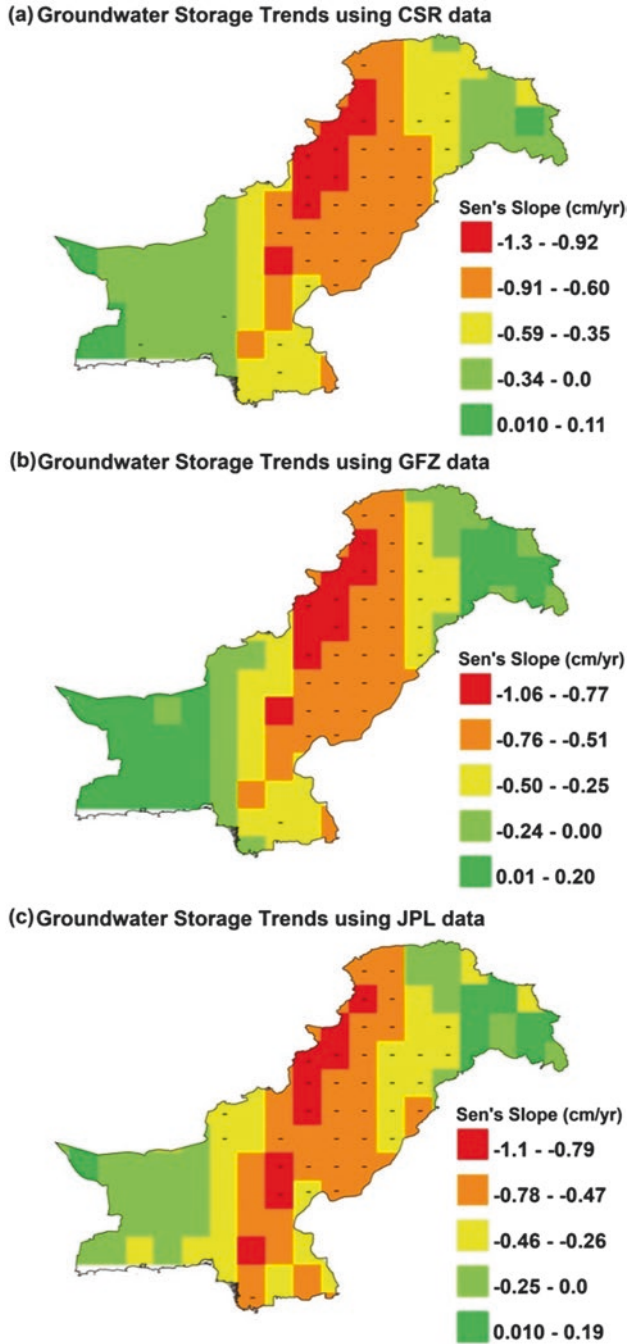 (a) Groundwater Storage Trends using CSR data
Sen's Slope (cm/yr)
-1.3 - -0.92
-0.91 - -0.60
-0.59 - -0.35
-0.34 - 0.0
0.010 - 0.11
(b) Groundwater Storage Trends using GFZ data
Sen's Slope (cm/yr)
-1.06 - -0.77
-0.76 - -0.51
-0.50 - -0.25
-0.24 - 0.00
0.01 - 0.20
(c) Groundwater Storage Trends using JPL data
Sen's Slope (cm/yr)
-1.1 - -0.79
-0.78 - -0.47
-0.46 - -0.26
-0.25 - 0.0
0.010 - 0.19